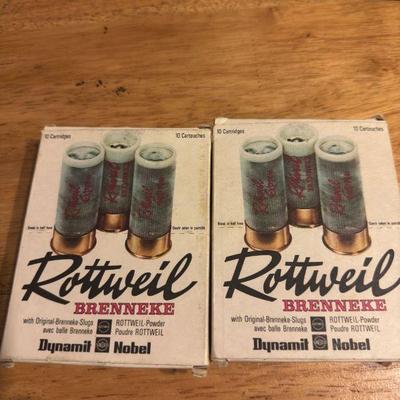 10 Cartridges 10 Cartouches
Rottweil
BRENNEKE
with Original-Brenneke-Slugs ROTTWEIL-Powder
avec balle Brenneke Poudre ROTTWEIL
Dynamit Nobel
10 Cartridges 10 Cartouches
Rottweil
BRENNEKE
with Original-Brenneke-Slugs ROTTWEIL-Powder
avec balle Brenneke Poudre ROTTWEIL
Dynamit Nobel